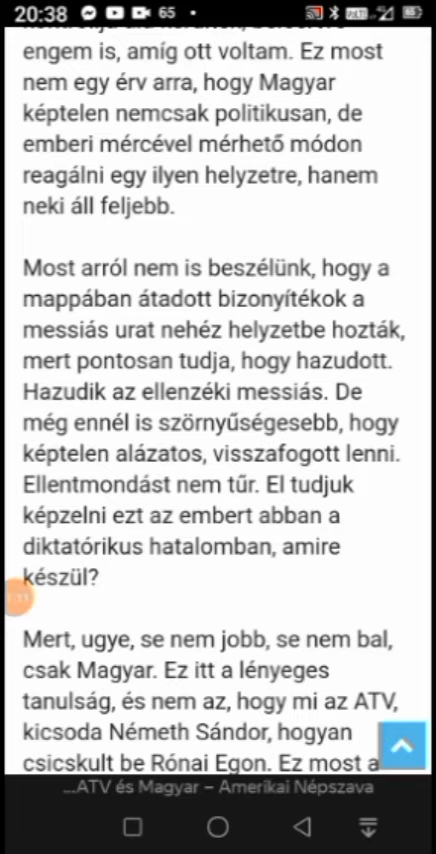 20:38 65
engem is, amíg ott voltam. Ez most
nem egy érv arra, hogy Magyar
képtelen nemcsak politikusan, de
emberi mércével mérhető módon
reagálni egy ilyen helyzetre, hanem
neki áll feljebb.
Most arról nem is beszélünk, hogy a
mappában átadott bizonyítékok a
messiás urat nehéz helyzetbe hozták,
mert pontosan tudja, hogy hazudott.
Hazudik az ellenzéki messiás. De
még ennél is szörnyűségesebb, hogy
képtelen alázatos, visszafogott lenni.
Ellentmondást nem tűr. El tudjuk
képzelni ezt az embert abban a
diktatórikus hatalomban, amire
készül?
Mert, ugye, se nem jobb, se nem bal,
csak Magyar. Ez itt a lényeges
tanulság, és nem az, hogy mi az ATV,
kicsoda Németh Sándor, hogyan
csicskult be Rónai Egon. Ez most a
...ATV és Magyar – Amerikai Népszava